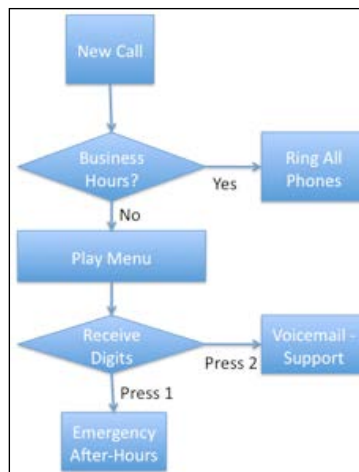 New Call
Business
Hours?
Yes
Ring All
Phones
No
Play Menu
Receive
Digits
Press 2
Voicemail -
Support
Press 1
Emergency
After-Hours